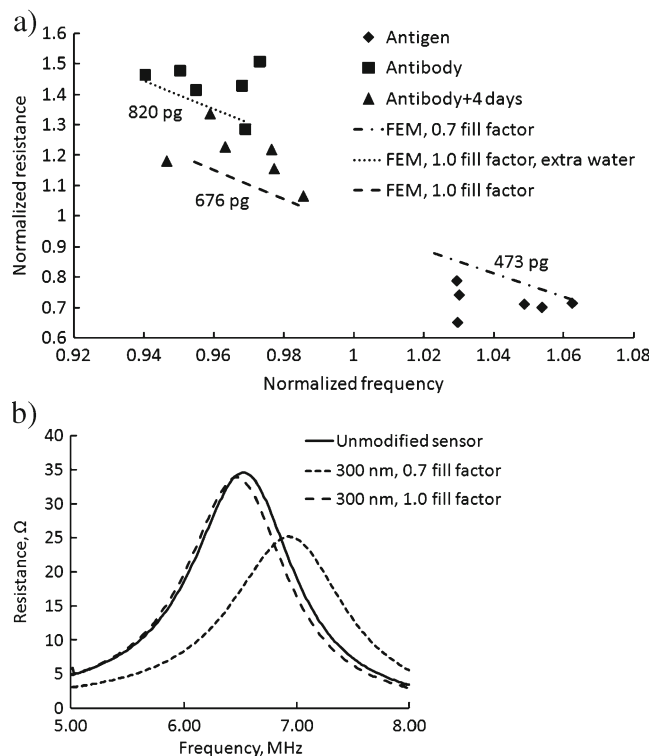 a)
Normalized resistance
1.6
1.5
1.4
1.3
1.2
1.1
1
0.9
0.8
0.7
0.6
820 pg
676 pg
473 pg
Antigen
Antibody
Antibody+4 days
FEM, 0.7 fill factor
FEM, 1.0 fill factor, extra water
FEM, 1.0 fill factor
0.92 0.94 0.96 0.98 1 1.02 1.04 1.06 1.08
Normalized frequency
b)
Resistance, Ω
40
35
30
25
20
15
10
5
0
Unmodified sensor
300 nm, 0.7 fill factor
300 nm, 1.0 fill factor
5.00 6.00 7.00 8.00
Frequency, MHz